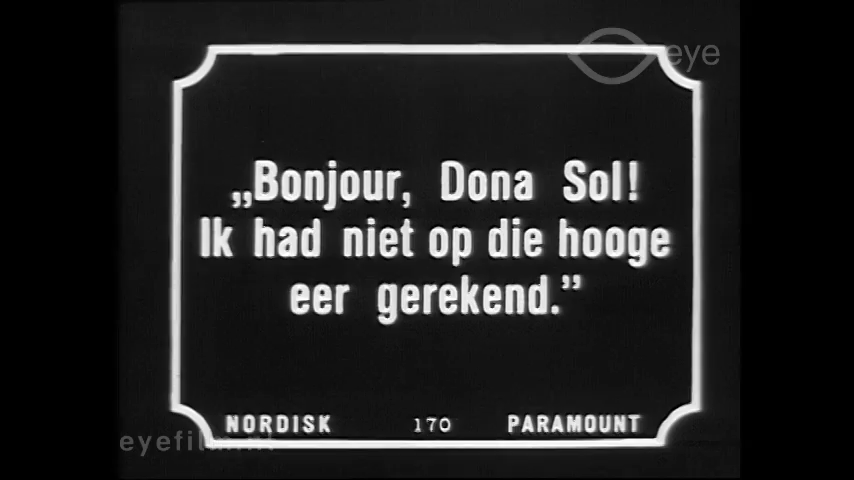 eye
„Bonjour, Dona Sol!
Ik had niet op die hooge
eer gerekend.”
NORDISK 170 PARAMOUNT
eyefilm.nl